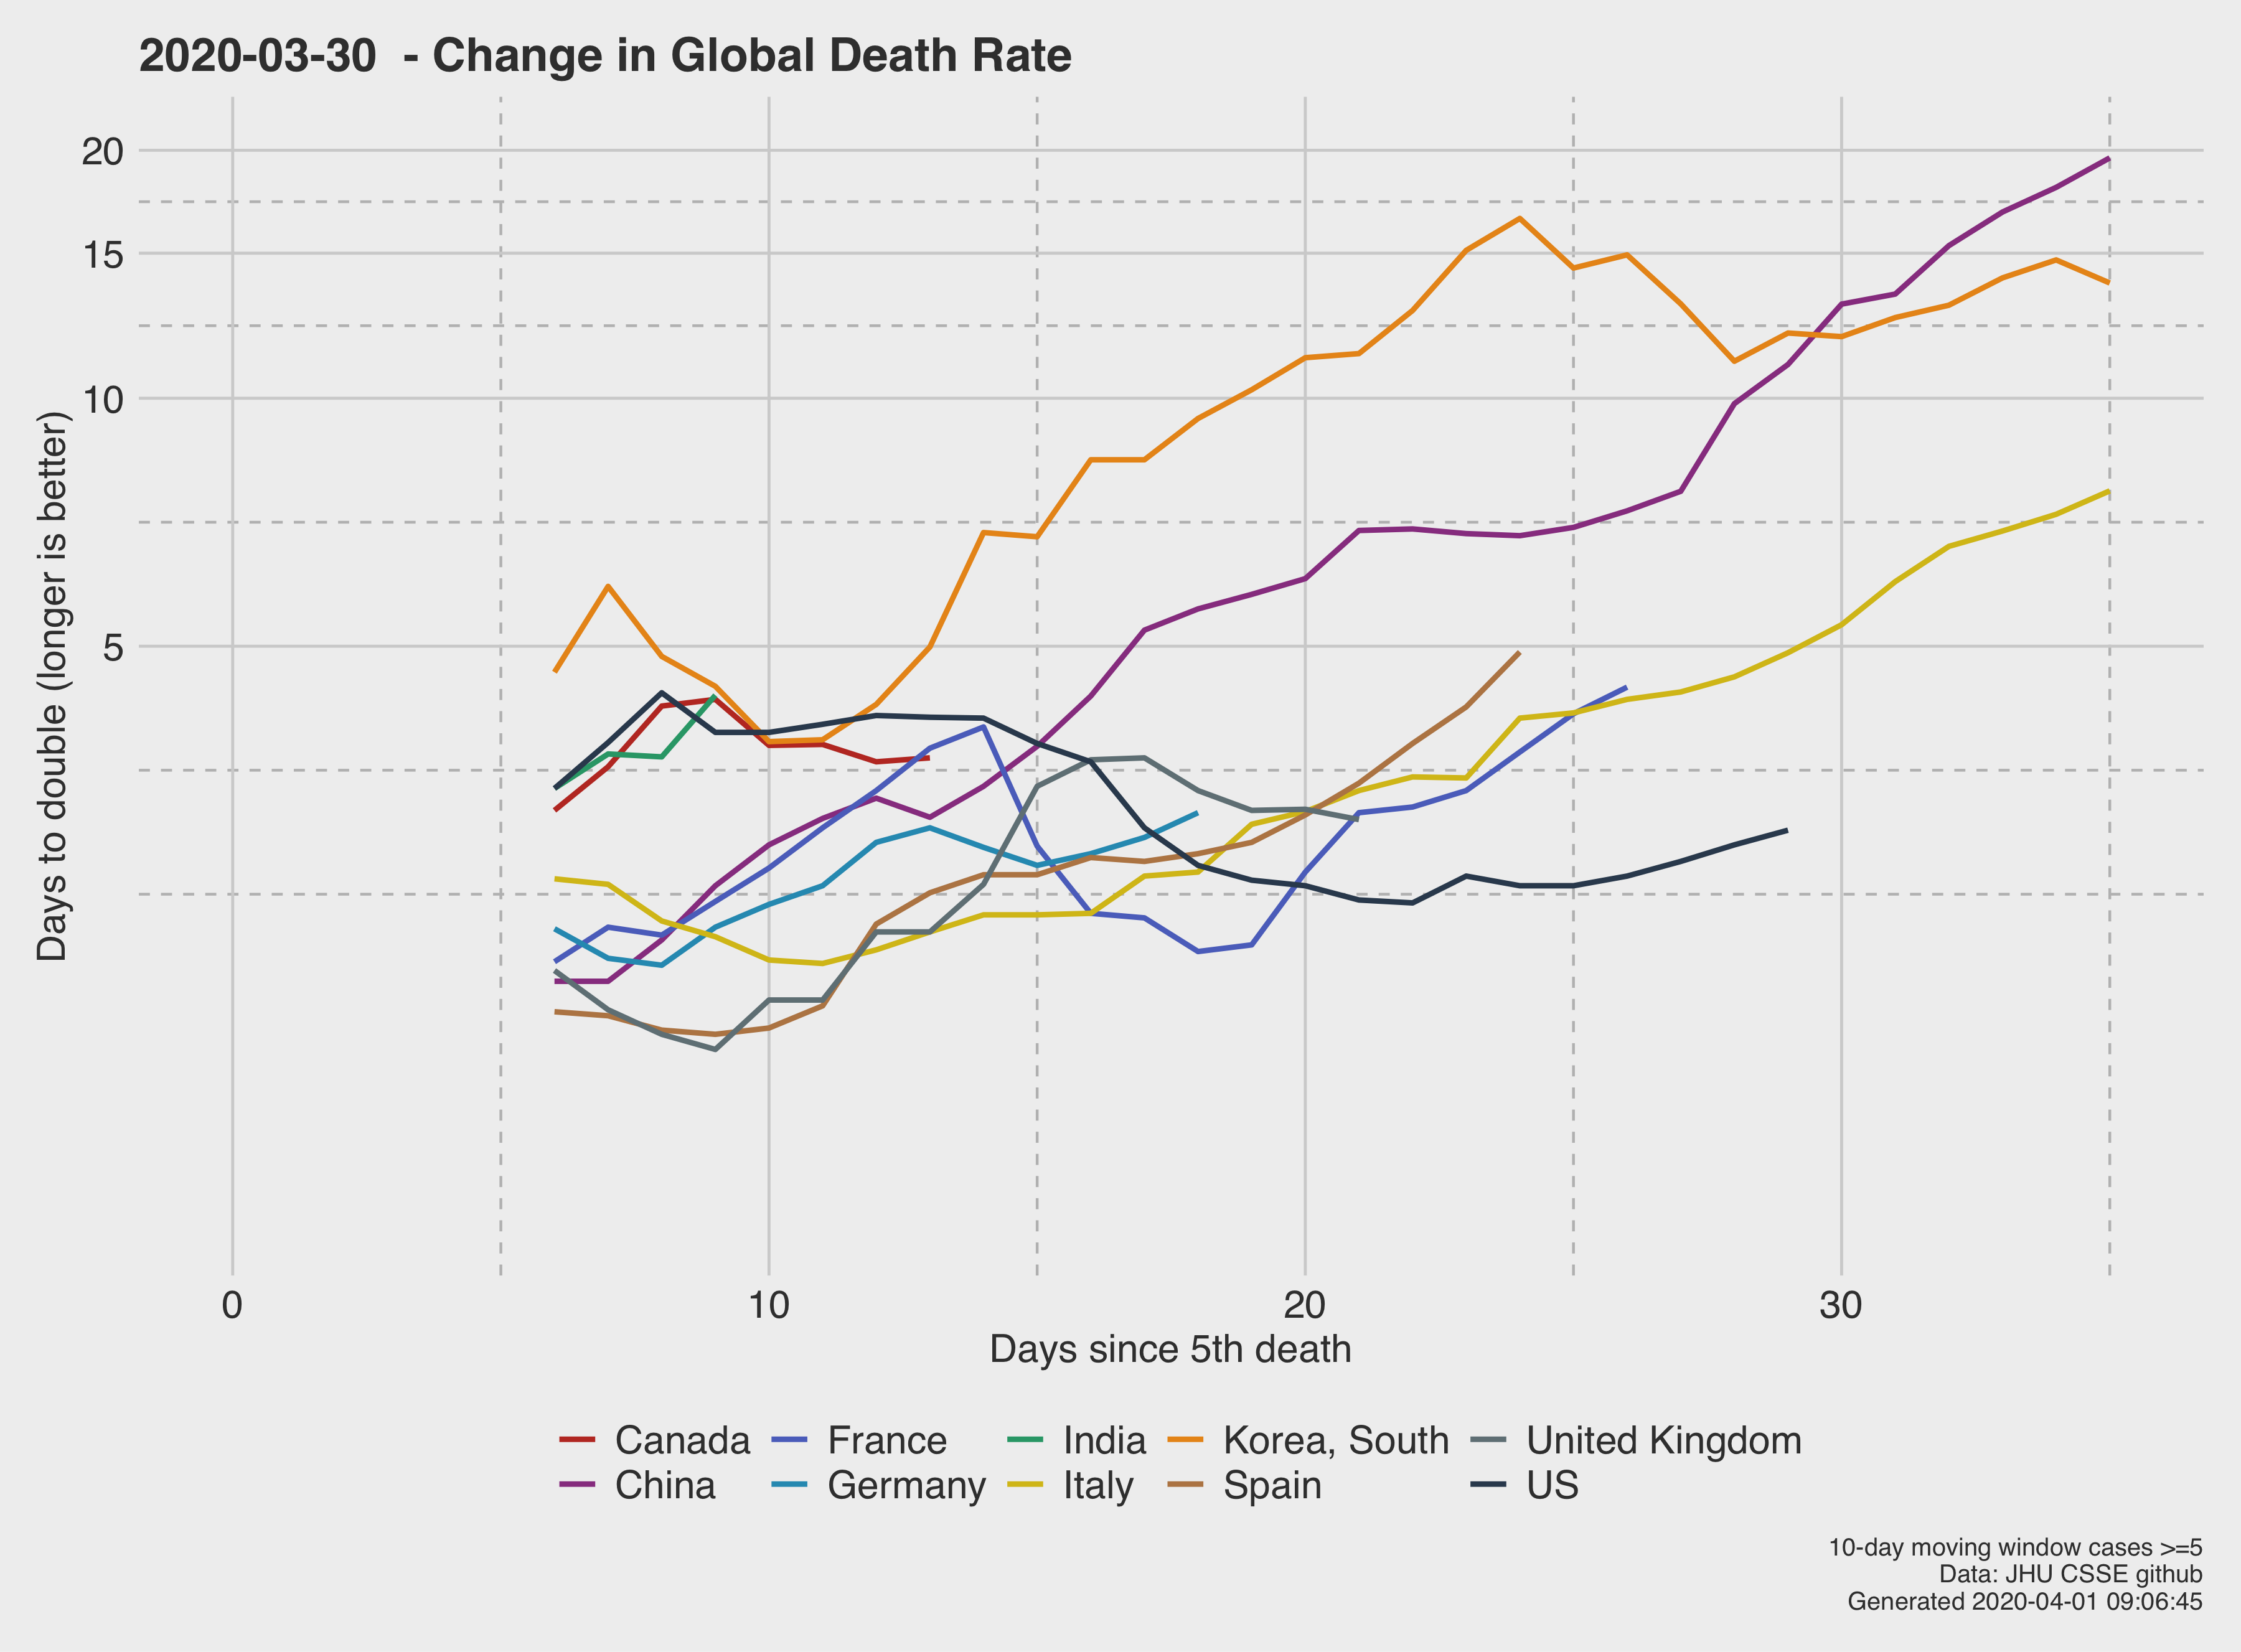 2020-03-30 - Change in Global Death Rate
Days to double (longer is better)
20
15
10
5
0 10 20 30
Days since 5th death
Canada France India Korea, South United Kingdom
China Germany Italy Spain US
10-day moving window cases >=5
Data: JHU CSSE github
Generated 2020-04-01 09:06:45